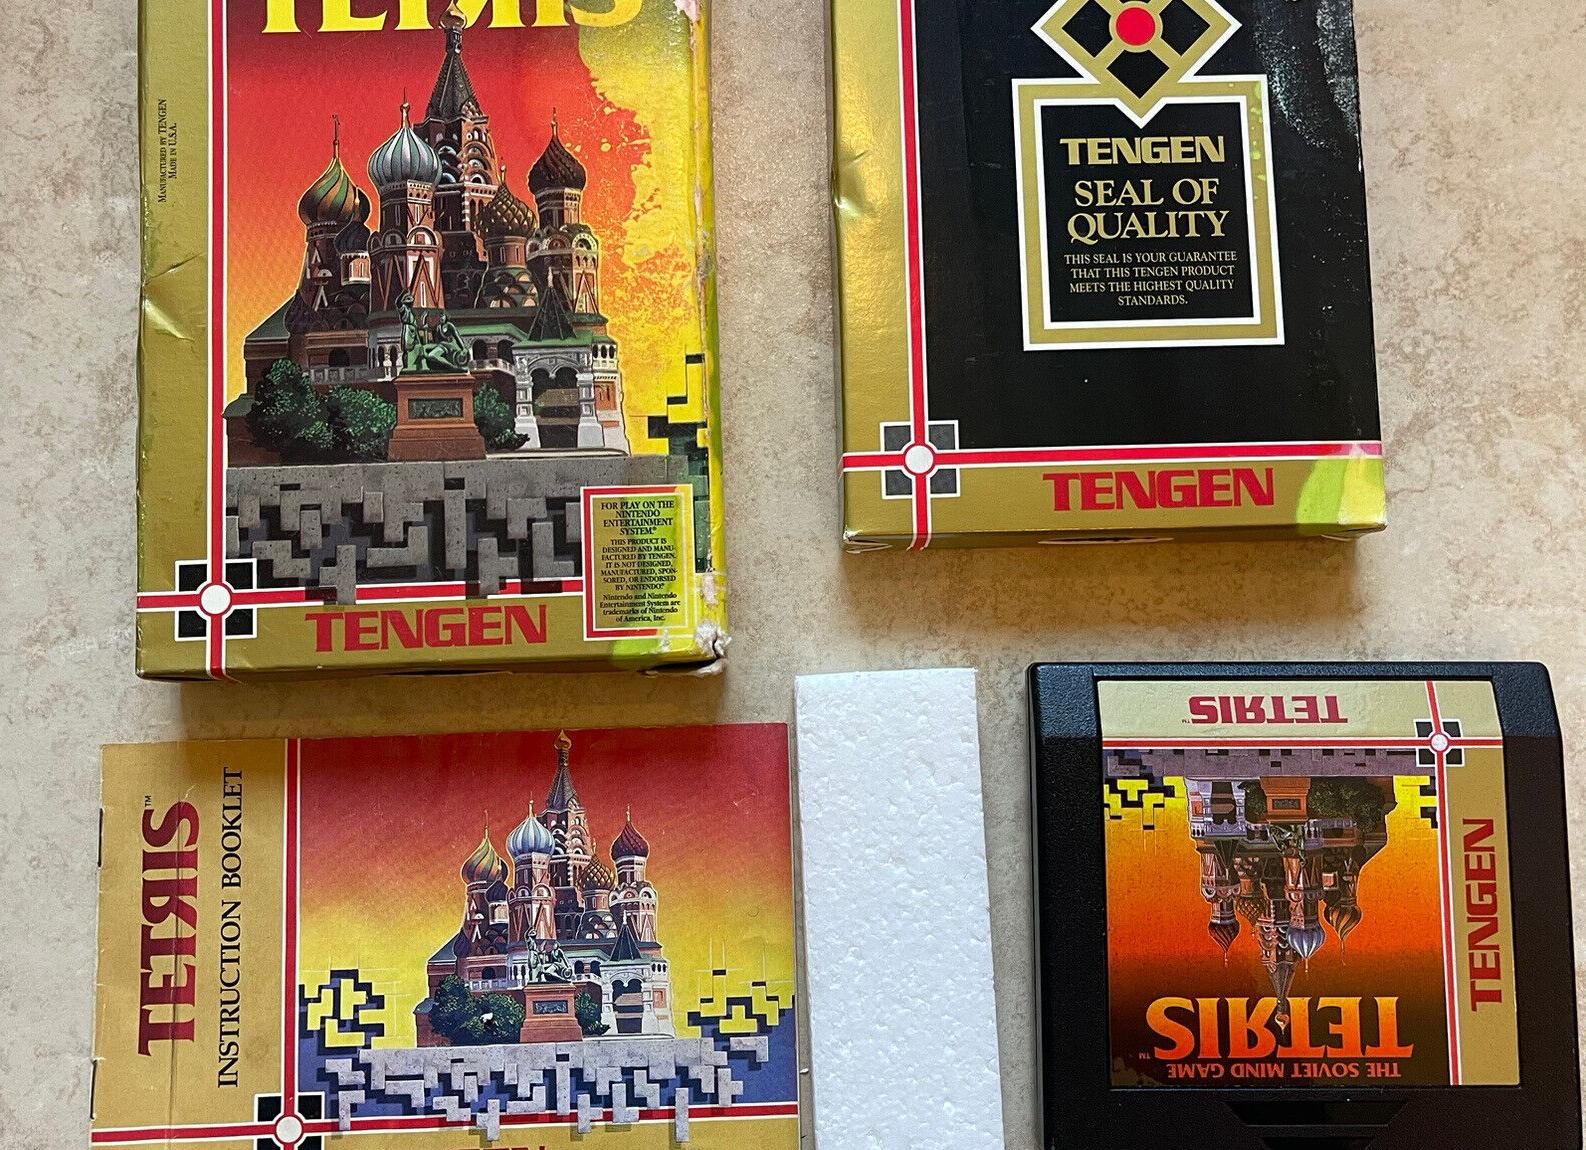 TETRIS
MANUFACTURED BY TENGEN
MADE IN U.S.A.
FOR PLAY ON THE
NINTENDO
ENTERTAINMENT
SYSTEM.®
THIS PRODUCT IS
DESIGNED AND MANU-
FACTURED BY TENGEN.
IT IS NOT DESIGNED,
MANUFACTURED, SPON-
SORED, OR ENDORSED
BY NINTENDO.®
Nintendo and Nintendo
Entertainment System are
trademarks of Nintendo
of America, Inc.
TENGEN
TENGEN
SEAL OF
QUALITY
THIS SEAL IS YOUR GUARANTEE
THAT THIS TENGEN PRODUCT
MEETS THE HIGHEST QUALITY
STANDARDS.
TENGEN
TETRIS™
INSTRUCTION BOOKLET
TETRIS™
TENGEN
THE SOVIET MIND GAME
TETRIS™